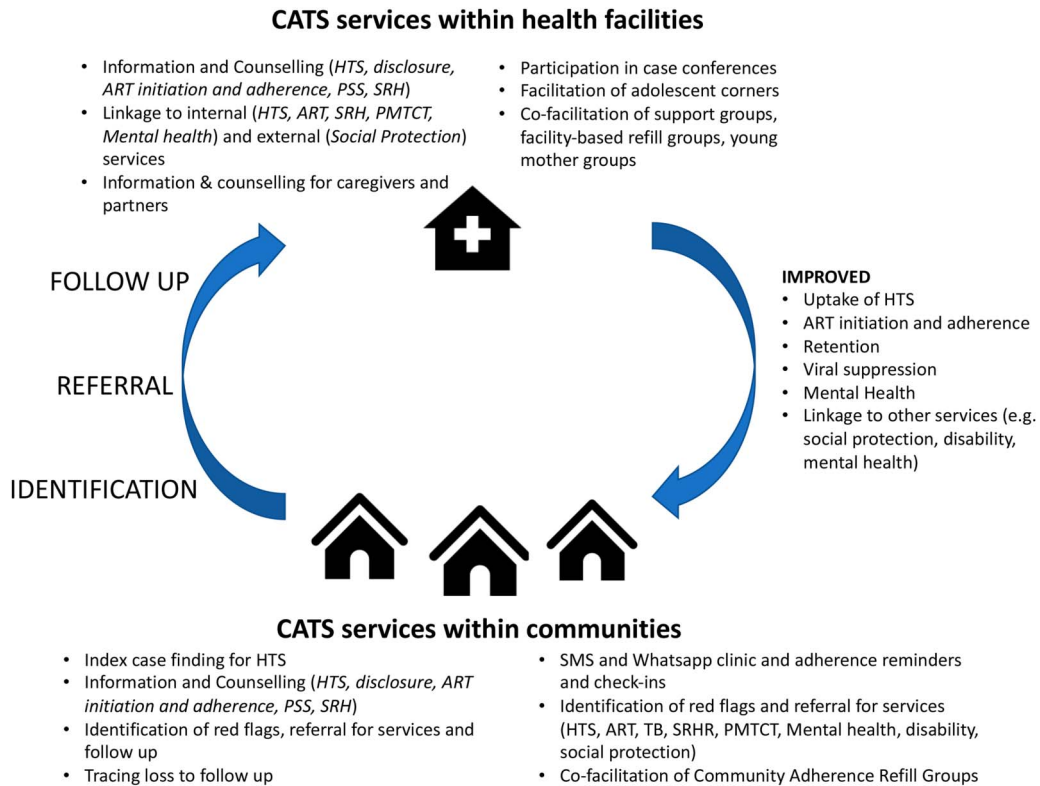 CATS services within health facilities
• Information and Counselling (HTS, disclosure,
ART initiation and adherence, PSS, SRH)
• Linkage to internal (HTS, ART, SRH, PMTCT,
Mental health) and external (Social Protection)
services
• Information & counselling for caregivers and
partners
• Participation in case conferences
• Facilitation of adolescent corners
• Co-facilitation of support groups,
facility-based refill groups, young
mother groups
FOLLOW UP
REFERRAL
IDENTIFICATION
IMPROVED
• Uptake of HTS
• ART initiation and adherence
• Retention
• Viral suppression
• Mental Health
• Linkage to other services (e.g.
social protection, disability,
mental health)
CATS services within communities
• Index case finding for HTS
• Information and Counselling (HTS, disclosure, ART
initiation and adherence, PSS, SRH)
• Identification of red flags, referral for services and
follow up
• Tracing loss to follow up
• SMS and Whatsapp clinic and adherence reminders
and check-ins
• Identification of red flags and referral for services
(HTS, ART, TB, SRHR, PMTCT, Mental health, disability,
social protection)
• Co-facilitation of Community Adherence Refill Groups